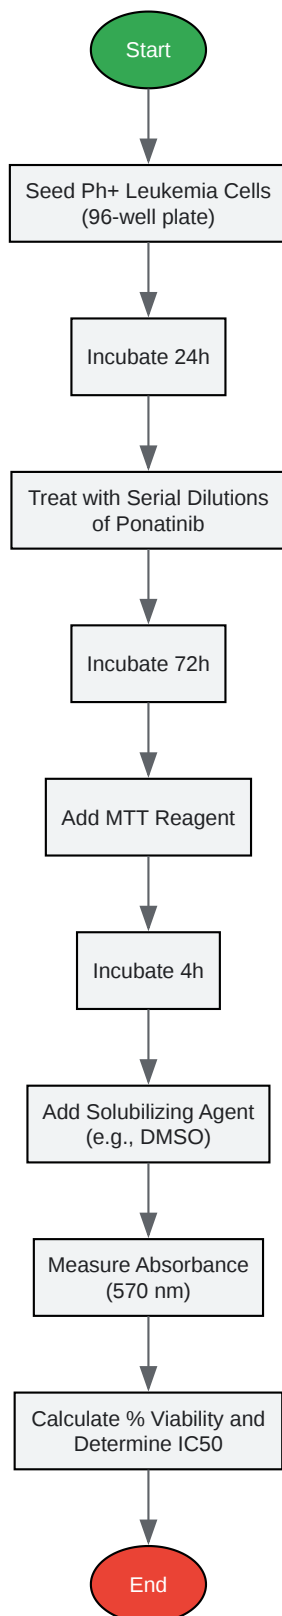 Start
Seed Ph+ Leukemia Cells
(96-well plate)
Incubate 24h
Treat with Serial Dilutions
of Ponatinib
Incubate 72h
Add MTT Reagent
Incubate 4h
Add Solubilizing Agent
(e.g., DMSO)
Measure Absorbance
(570 nm)
Calculate % Viability and
Determine IC50
End